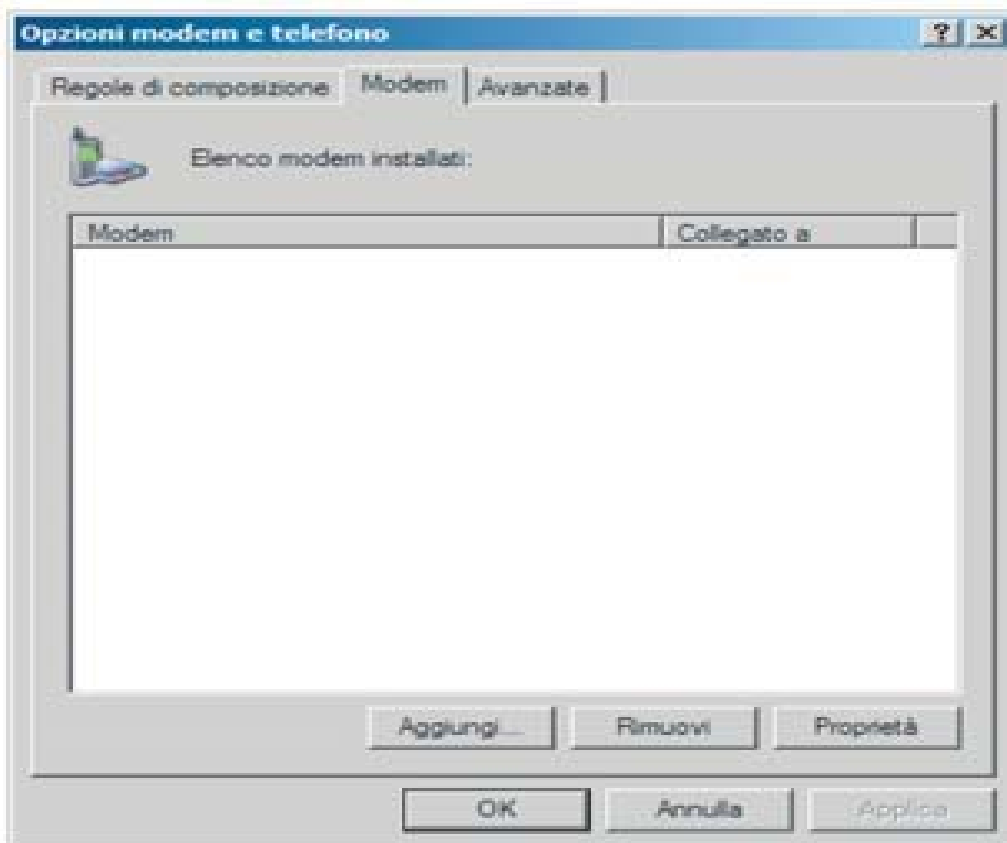 Opzioni modem e telefono
? ×
Regole di composizione Modem Avanzate
Elenco modem installati:
Modem Collegato a
Aggiungi... Rimuovi Proprietà
OK Annulla Applica